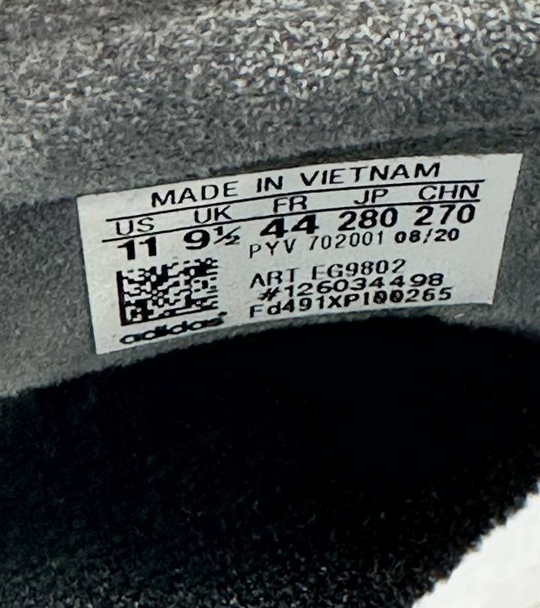 MADE IN VIETNAM
US UK FR JP CHN
11 9½ 44 280 270
PYV 702001 08/20
ART EG9802
#126034498
Fd491XPI00265
adidas